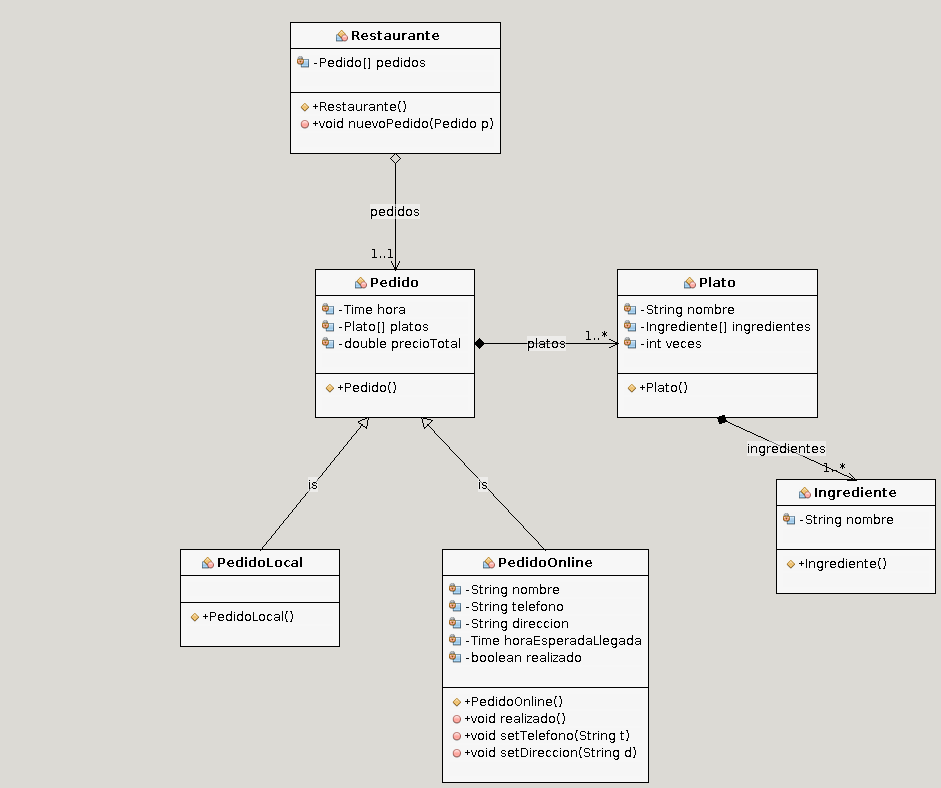 Restaurante
-Pedido[] pedidos
+Restaurante()
+void nuevoPedido(Pedido p)
pedidos
1..1
Pedido
-Time hora
-Plato[] platos
-double precioTotal
+Pedido()
platos
1..*
Plato
-String nombre
-Ingrediente[] ingredientes
-int veces
+Plato()
ingredientes
1..*
Ingrediente
-String nombre
+Ingrediente()
is
is
PedidoLocal
+PedidoLocal()
PedidoOnline
-String nombre
-String telefono
-String direccion
-Time horaEsperadaLlegada
-boolean realizado
+PedidoOnline()
+void realizado()
+void setTelefono(String t)
+void setDireccion(String d)